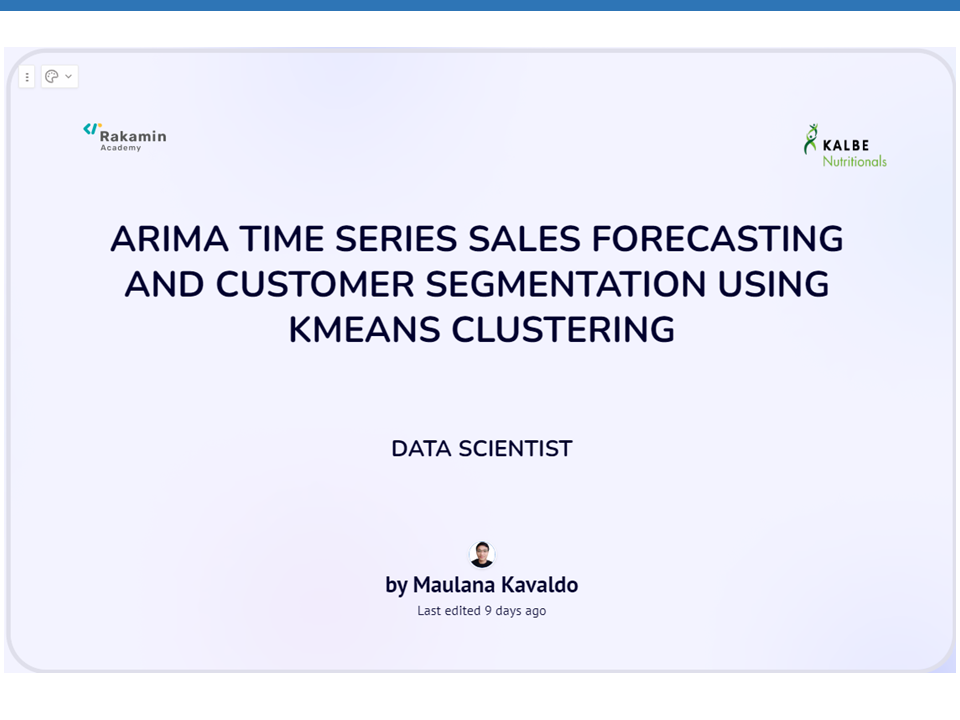 Rakamin
Academy
KALBE
Nutritionals
ARIMA TIME SERIES SALES FORECASTING
AND CUSTOMER SEGMENTATION USING
KMEANS CLUSTERING
DATA SCIENTIST
by Maulana Kavaldo
Last edited 9 days ago